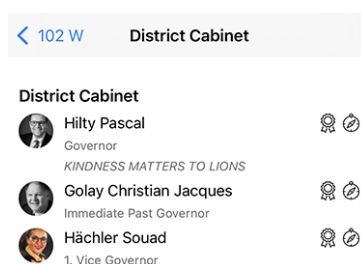 102 W
District Cabinet
District Cabinet
Hilty Pascal
Governor
KINDNESS MATTERS TO LIONS
Golay Christian Jacques
Immediate Past Governor
Hächler Souad
1. Vice Governor